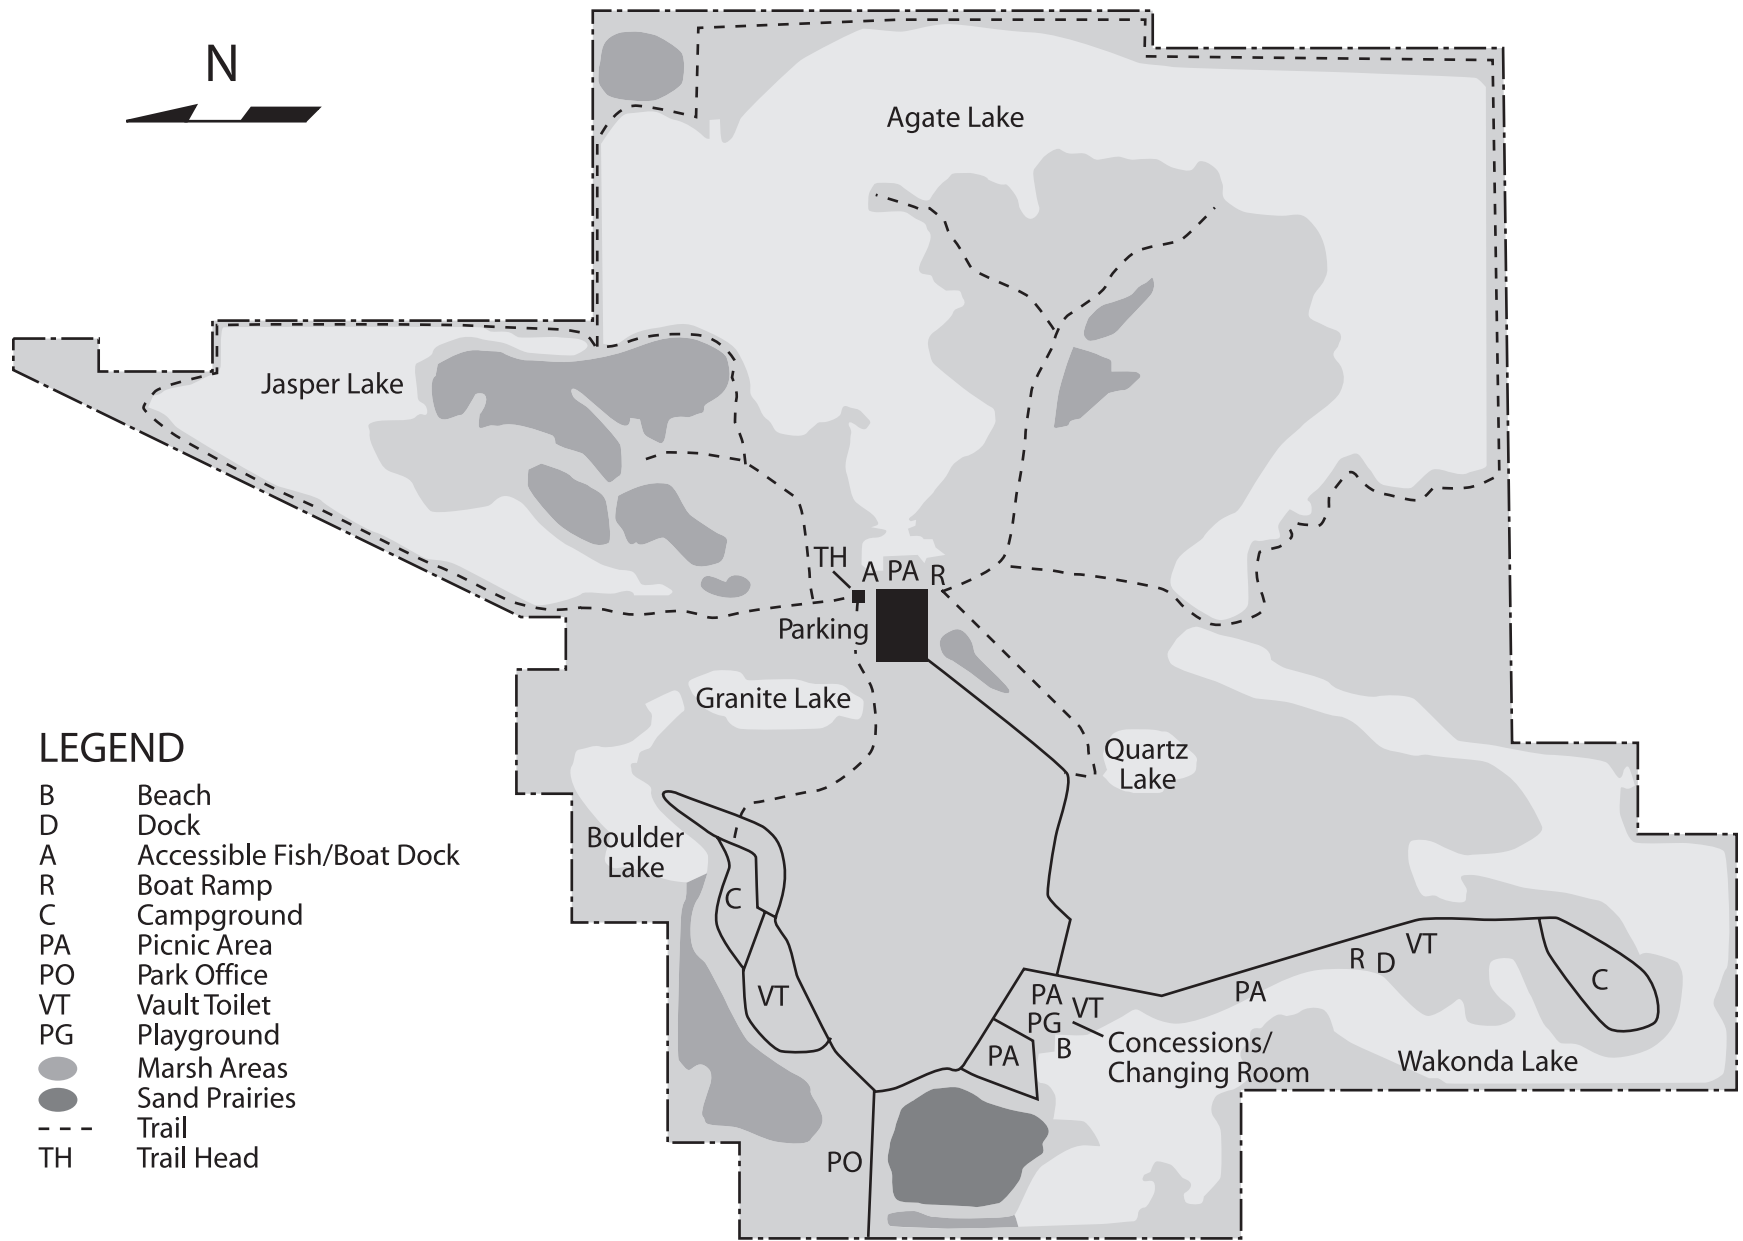 N
Agate Lake
Jasper Lake
TH
A
PA
R
Parking
Granite Lake
Quartz
Lake
Boulder
Lake
C
VT
VT
R
D
PA
C
PA
VT
PG
B
PA
Concessions/
Changing Room
Wakonda Lake
PO
LEGEND
B Beach
D Dock
A Accessible Fish/Boat Dock
R Boat Ramp
C Campground
PA Picnic Area
PO Park Office
VT Vault Toilet
PG Playground
Marsh Areas
Sand Prairies
Trail
TH Trail Head